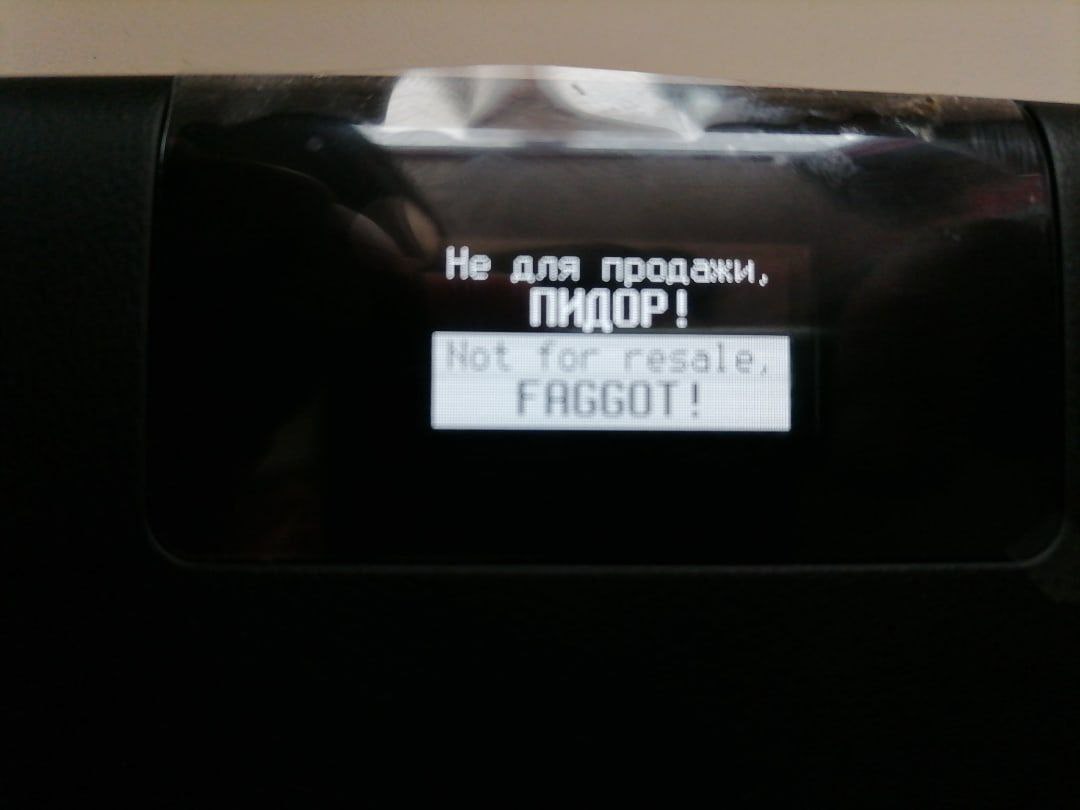 Не для продажи,
ПИДОР!
Not for resale,
FAGGOT!